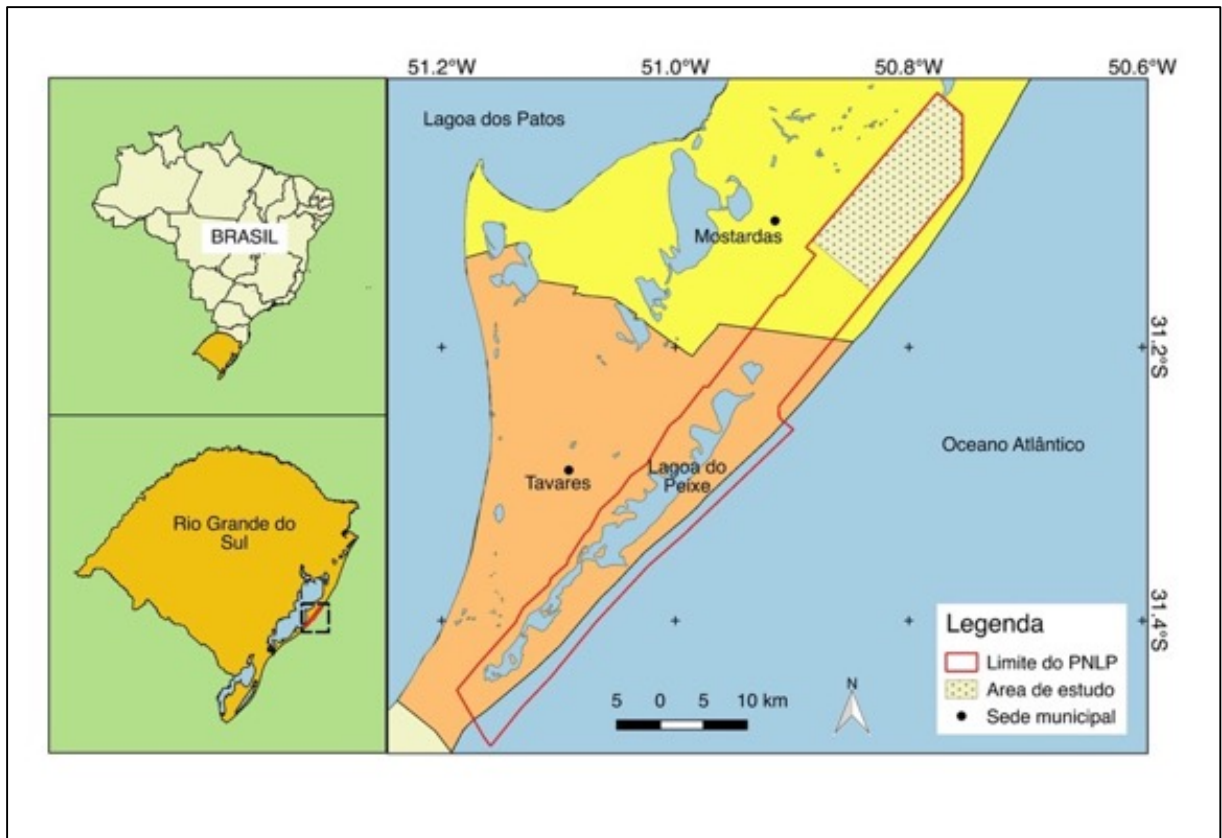 51.2°W 51.0°W 50.8°W 50.6°W
Lagoa dos Patos
BRASIL
Mostardas
31.2°S
Oceano Atlântico
Lagoa do
Peixe
Tavares
Rio Grande do
Sul
31.4°S
Legenda
Limite do PNLP
Area de estudo
Sede municipal
N
5 0 5 10 km